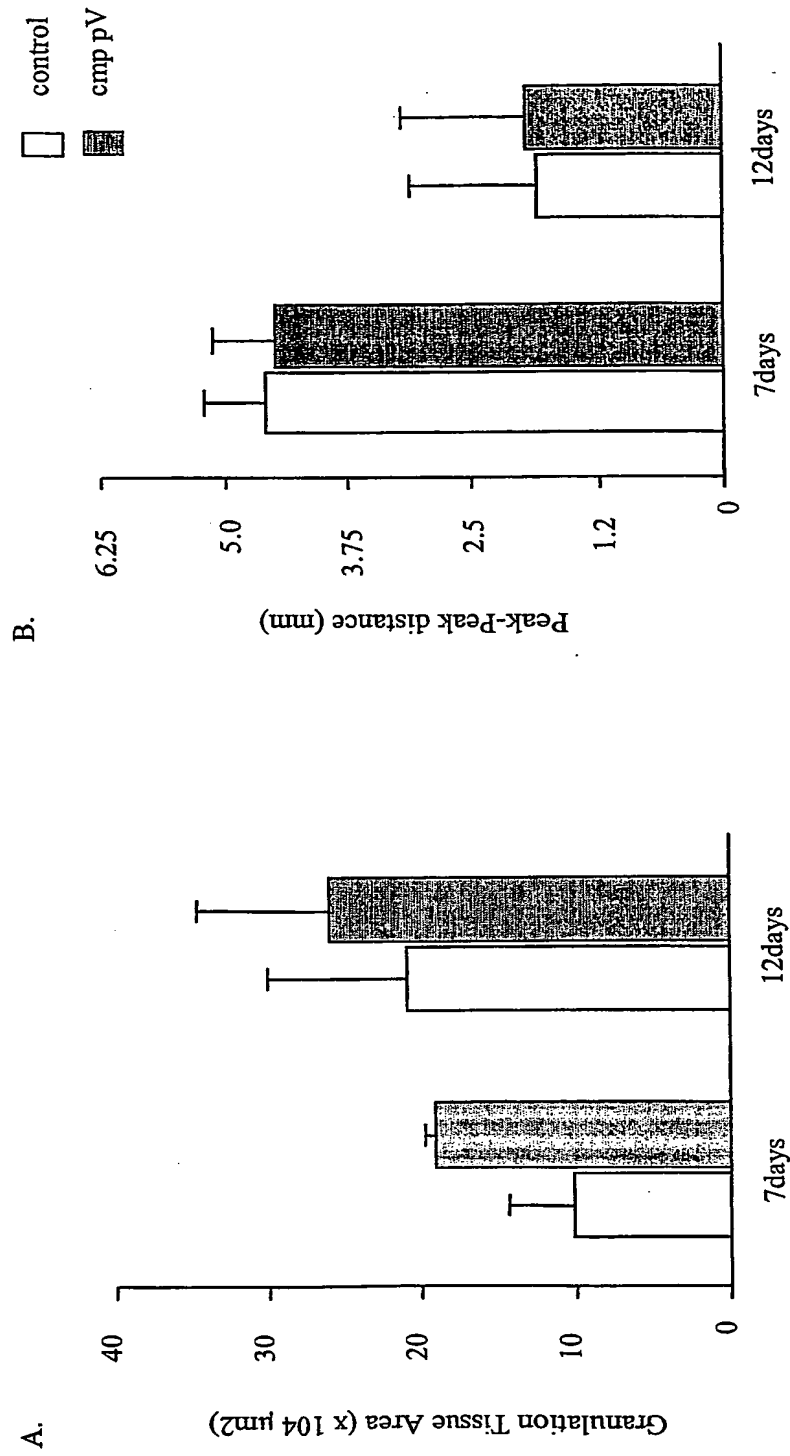 A.
Granulation Tissue Area (x 104 µm2)
40
30
20
10
0
7days
12days
B.
Peak-Peak distance (mm)
6.25
5.0
3.75
2.5
1.2
0
7days
12days
control
cmp pV